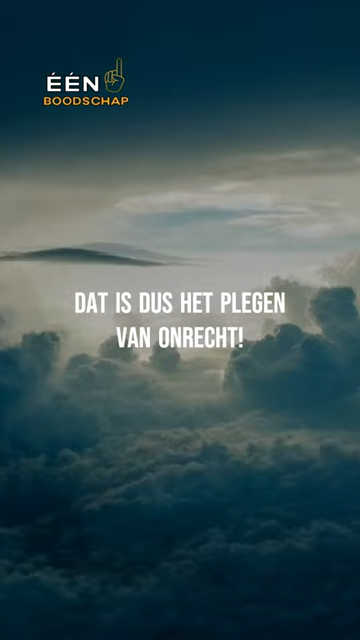 ÉÉN
BOODSCHAP
DAT IS DUS HET PLEGEN
VAN ONRECHT!